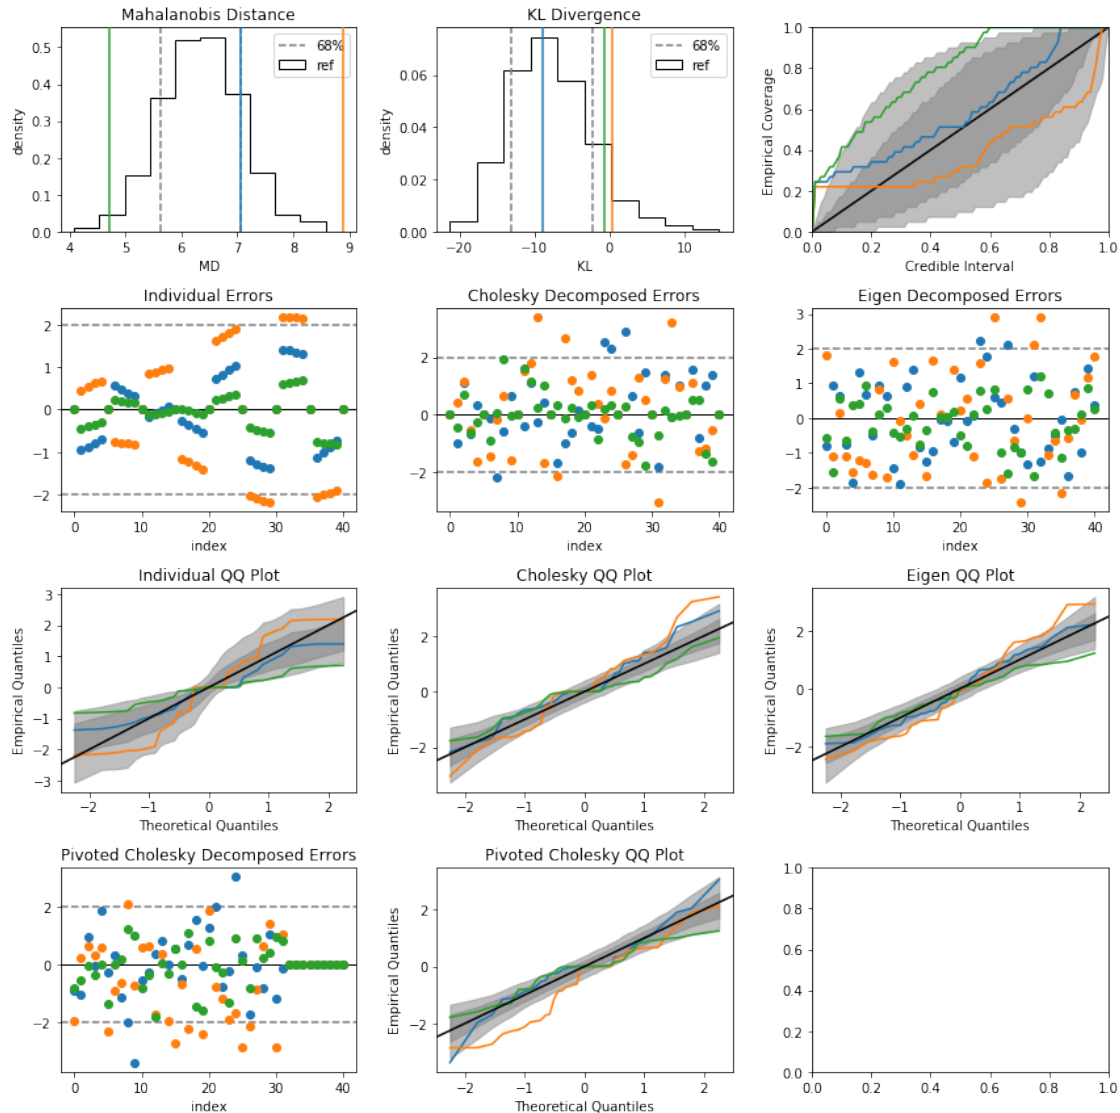 Mahalanobis Distance
KL Divergence
68%
ref
68%
ref
density
density
Empirical Coverage
0.5
0.4
0.3
0.2
0.1
0.0
0.06
0.04
0.02
0.00
1.0
0.8
0.6
0.4
0.2
0.0
4 5 6 7 8 9
−20 −10 0 10
0.0 0.2 0.4 0.6 0.8 1.0
MD
KL
Credible Interval
Individual Errors
Cholesky Decomposed Errors
Eigen Decomposed Errors
2
1
0
−1
−2
2
0
−2
3
2
1
0
−1
−2
0 10 20 30 40
0 10 20 30 40
0 10 20 30 40
index
index
index
Individual QQ Plot
Cholesky QQ Plot
Eigen QQ Plot
Empirical Quantiles
Empirical Quantiles
Empirical Quantiles
3
2
1
0
−1
−2
−3
2
0
−2
2
0
−2
−2 −1 0 1 2
−2 −1 0 1 2
−2 −1 0 1 2
Theoretical Quantiles
Theoretical Quantiles
Theoretical Quantiles
Pivoted Cholesky Decomposed Errors
Pivoted Cholesky QQ Plot
Empirical Quantiles
2
0
−2
2
0
−2
1.0
0.8
0.6
0.4
0.2
0.0
0 10 20 30 40
−2 −1 0 1 2
0.0 0.2 0.4 0.6 0.8 1.0
index
Theoretical Quantiles